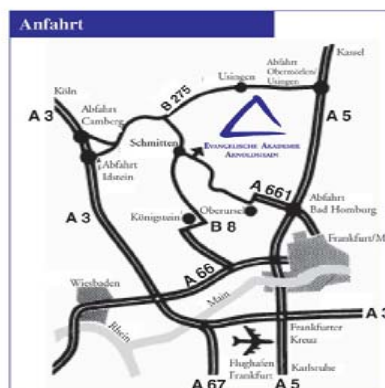 Anfahrt
Kassel
Köln
Usingen
Abfahrt
Obermörlen/
Usingen
B 275
A 3
Abfahrt
Camberg
A 5
Schmitten
EVANGELISCHE AKADEMIE
ARNOLDSHAIN
Abfahrt
Idstein
A 661
A 3
Königstein
Oberursel
Abfahrt
Bad Homburg
B 8
Frankfurt/M
A 66
Wiesbaden
Main
Rhein
A 3
Frankfurter
Kreuz
Flughafen
Frankfurt
Karlsruhe
A 67
A 5